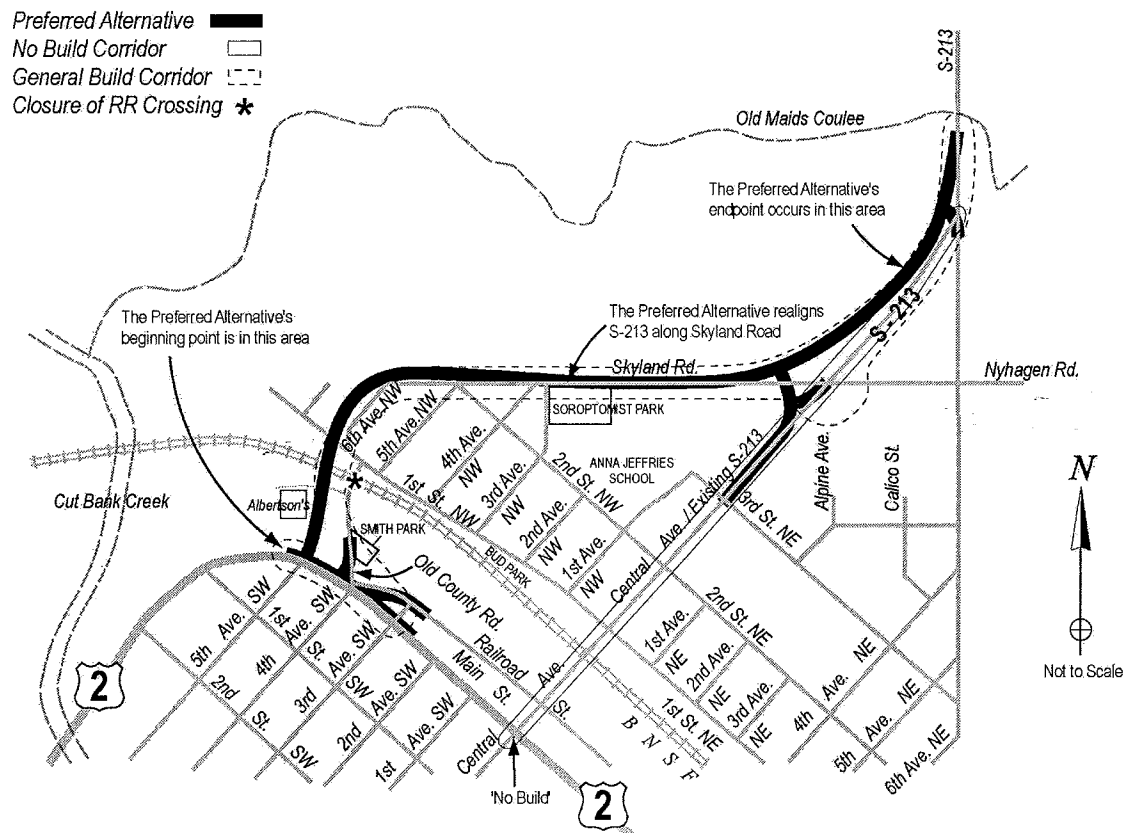 Preferred Alternative
No Build Corridor
General Build Corridor
Closure of RR Crossing *
S-213
Old Maids Coulee
The Preferred Alternative's
endpoint occurs in this area
The Preferred Alternative's
beginning point is in this area
The Preferred Alternative realigns
S-213 along Skyland Road
S - 213
Skyland Rd.
Nyhagen Rd.
SOROPTOMIST PARK
6th Ave. NW
5th Ave. NW
4th Ave.
NW
3rd Ave.
NW
2nd Ave.
NW
1st Ave.
NW
1st St. NW
2nd St. NW
ANNA JEFFRIES
SCHOOL
Central Ave. / Existing S-213
3rd St. NE
Alpine Ave.
Calico St.
N
Not to Scale
Cut Bank Creek
Albertson's
SMITH PARK
BUD PARK
Old County Rd.
Railroad
St.
Main
St.
5th Ave. SW
4th Ave. SW
3rd Ave. SW
2nd Ave. SW
1st Ave. SW
1st St. SW
2nd St. SW
Central Ave.
BNSF
1st Ave.
NE
2nd Ave.
NE
3rd Ave.
NE
4th Ave. NE
5th Ave. NE
6th Ave. NE
1st St. NE
2nd St. NE
2
'No Build'
2